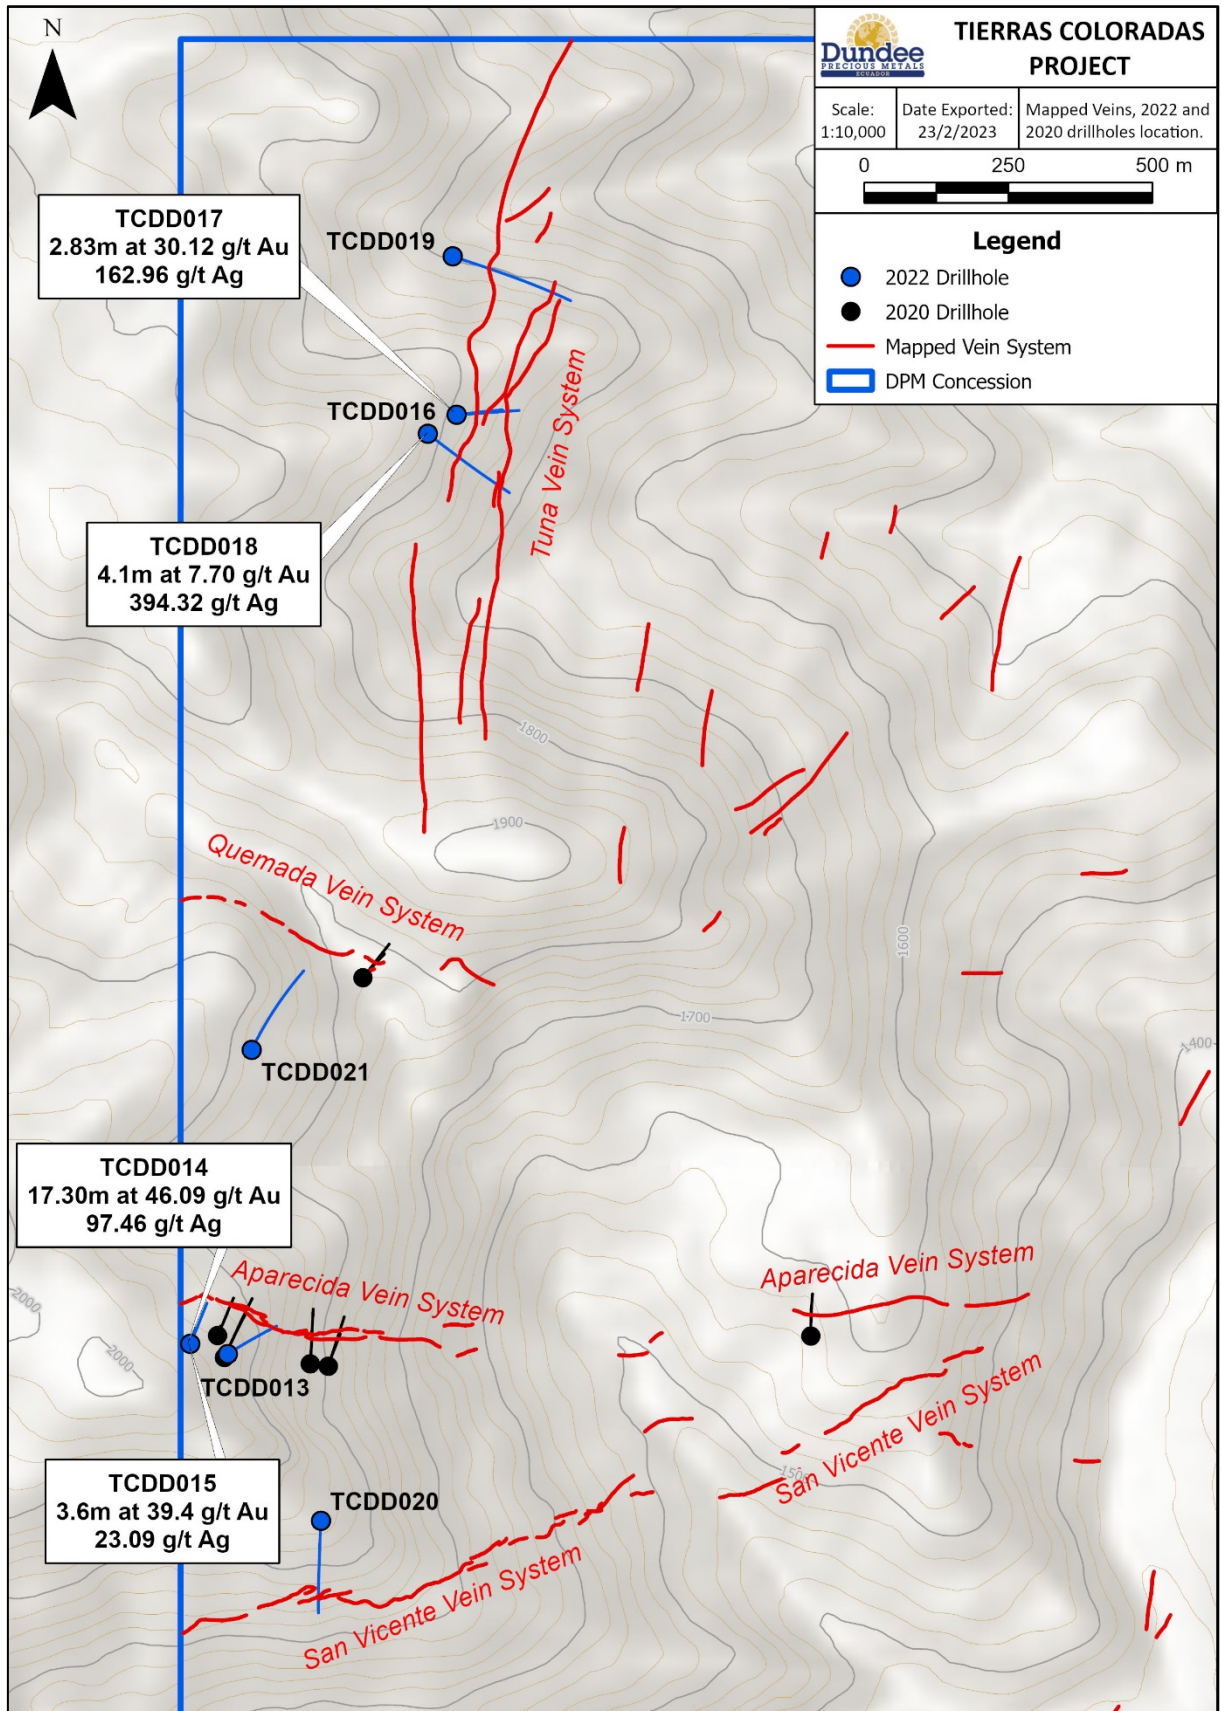 N
Dundee
PRECIOUS METALS
ECUADOR
TIERRAS COLORADAS
PROJECT
Scale:
1:10,000
Date Exported:
23/2/2023
Mapped Veins, 2022 and
2020 drillholes location.
0 250 500 m
Legend
2022 Drillhole
2020 Drillhole
Mapped Vein System
DPM Concession
TCDD017
2.83m at 30.12 g/t Au
162.96 g/t Ag
TCDD019
TCDD016
Tuna Vein System
TCDD018
4.1m at 7.70 g/t Au
394.32 g/t Ag
1800
1900
Quemada Vein System
1600
1700
1400
TCDD021
TCDD014
17.30m at 46.09 g/t Au
97.46 g/t Ag
Aparecida Vein System
Aparecida Vein System
2000
2000
TCDD013
San Vicente Vein System
1500
TCDD015
3.6m at 39.4 g/t Au
23.09 g/t Ag
TCDD020
San Vicente Vein System